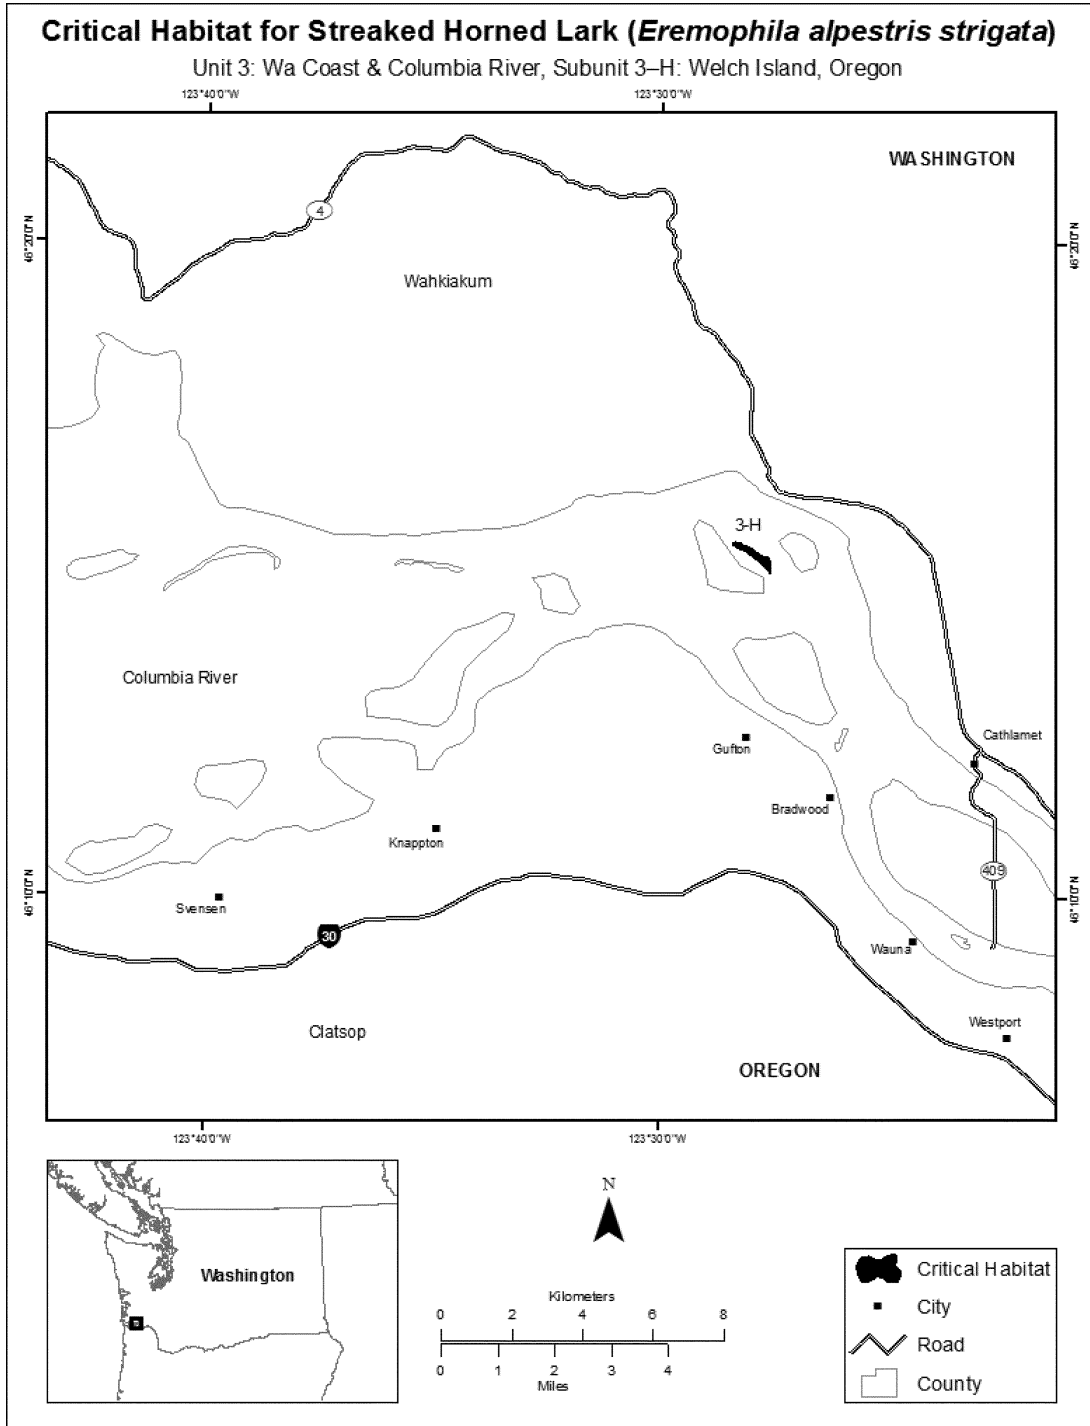 Critical Habitat for Streaked Horned Lark (Eremophila alpestris strigata)
Unit 3: Wa Coast & Columbia River, Subunit 3–H: Welch Island, Oregon
123°40'0"W 123°30'0"W
WASHINGTON
4
46°20'0"N 46°20'0"N
Wahkiakum
3-H
Columbia River
Cathlamet
Gufton
Bradwood
Knappton
409
46°10'0"N 46°10'0"N
Svensen
30
Wauna
Westport
Clatsop
OREGON
123°40'0"W 123°30'0"W
Washington
N
Kilometers
0 2 4 6 8
0 1 2 3 4
Miles
Critical Habitat
City
Road
County